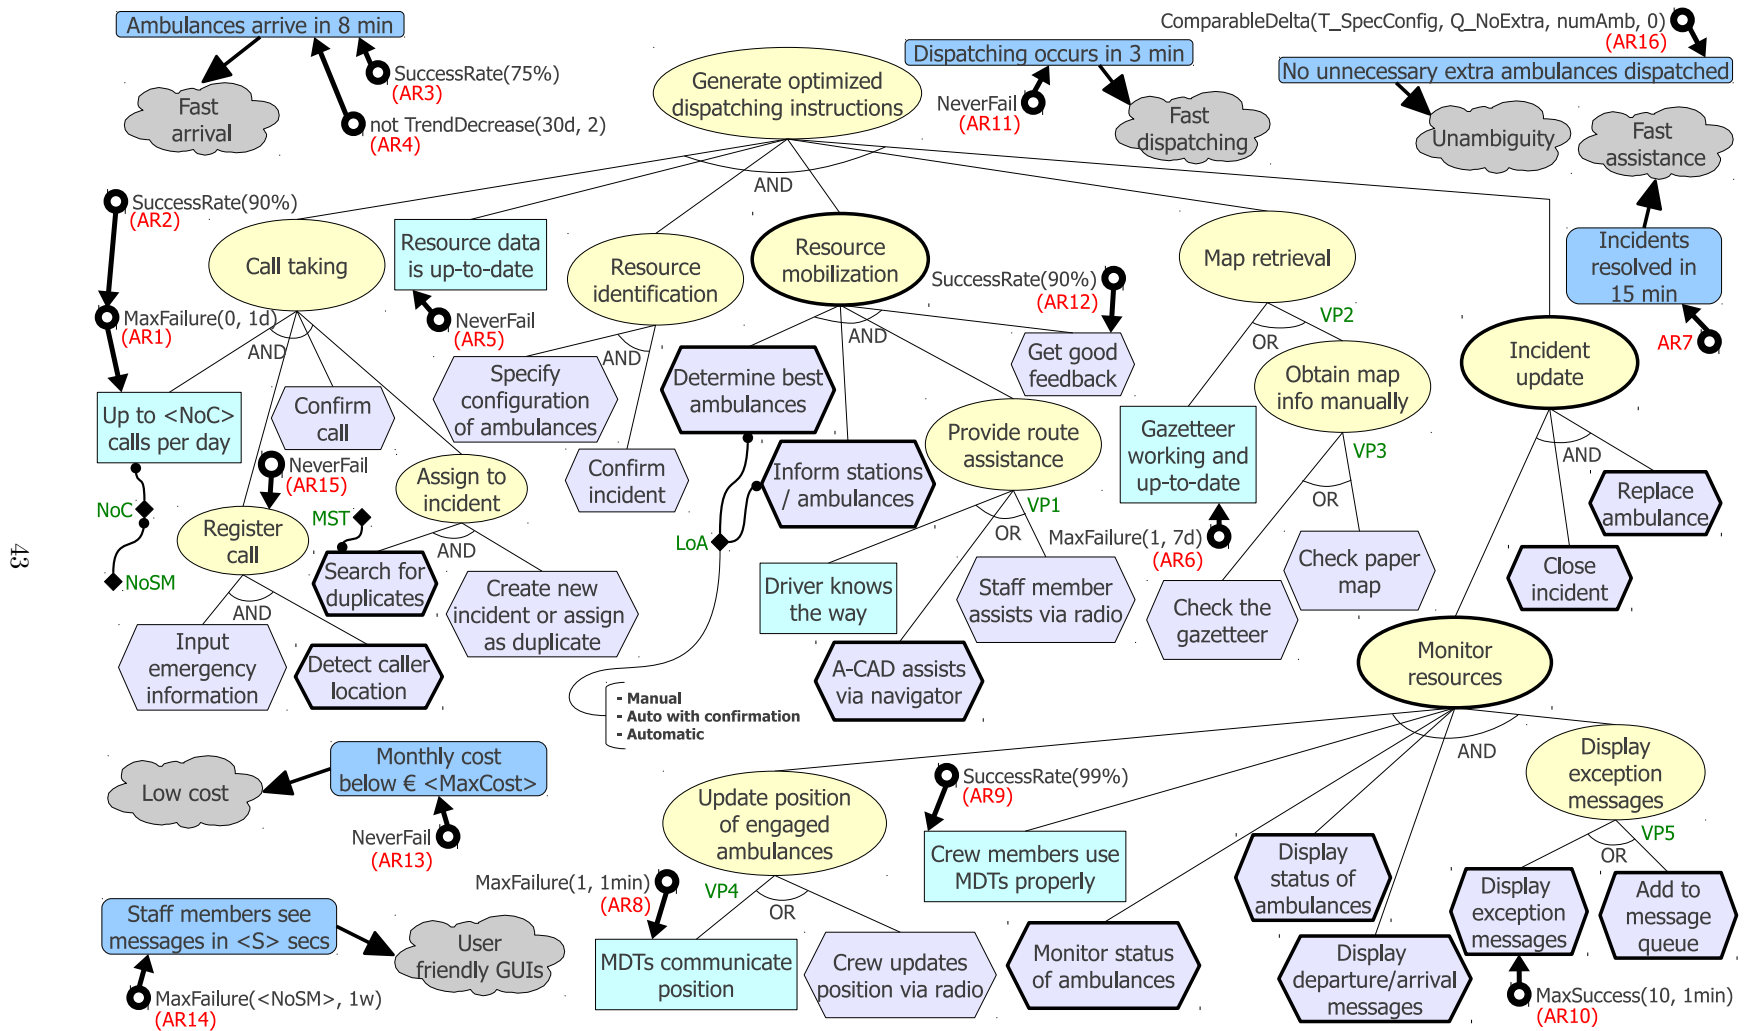 Ambulances arrive in 8 min
SuccessRate(75%)
(AR3)
Fast
arrival
not TrendDecrease(30d, 2)
(AR4)
Generate optimized
dispatching instructions
AND
Dispatching occurs in 3 min
NeverFail
(AR11)
Fast
dispatching
ComparableDelta(T_SpecConfig, Q_NoExtra, numAmb, 0)
(AR16)
No unnecessary extra ambulances dispatched
Unambiguity
Fast
assistance
SuccessRate(90%)
(AR2)
MaxFailure(0, 1d)
(AR1)
Call taking
AND
Resource data
is up-to-date
NeverFail
(AR5)
Resource
identification
AND
Resource
mobilization
AND
SuccessRate(90%)
(AR12)
Map retrieval
VP2
OR
Incidents
resolved in
15 min
AR7
Incident
update
AND
Up to <NoC>
calls per day
Confirm
call
Specify
configuration
of ambulances
Confirm
incident
Determine best
ambulances
Get good
feedback
Obtain map
info manually
VP3
OR
Gazetteer
working and
up-to-date
MaxFailure(1, 7d)
(AR6)
Provide route
assistance
VP1
OR
Inform stations
/ ambulances
Replace
ambulance
Close
incident
NeverFail
(AR15)
Assign to
incident
AND
NoC
NoSM
MST
Register
call
AND
Search for
duplicates
Create new
incident or assign
as duplicate
LoA
Driver knows
the way
Staff member
assists via radio
Check the
gazetteer
Check paper
map
Input
emergency
information
Detect caller
location
A-CAD assists
via navigator
- Manual
- Auto with confirmation
- Automatic
Monitor
resources
AND
Low cost
Monthly cost
below € <MaxCost>
NeverFail
(AR13)
Update position
of engaged
ambulances
VP4
OR
SuccessRate(99%)
(AR9)
Crew members use
MDTs properly
Display
exception
messages
VP5
OR
MaxFailure(1, 1min)
(AR8)
MDTs communicate
position
Crew updates
position via radio
Monitor status
of ambulances
Display
status of
ambulances
Display
departure/arrival
messages
Display
exception
messages
Add to
message
queue
MaxSuccess(10, 1min)
(AR10)
Staff members see
messages in <S> secs
User
friendly GUIs
MaxFailure(<NoSM>, 1w)
(AR14)
43